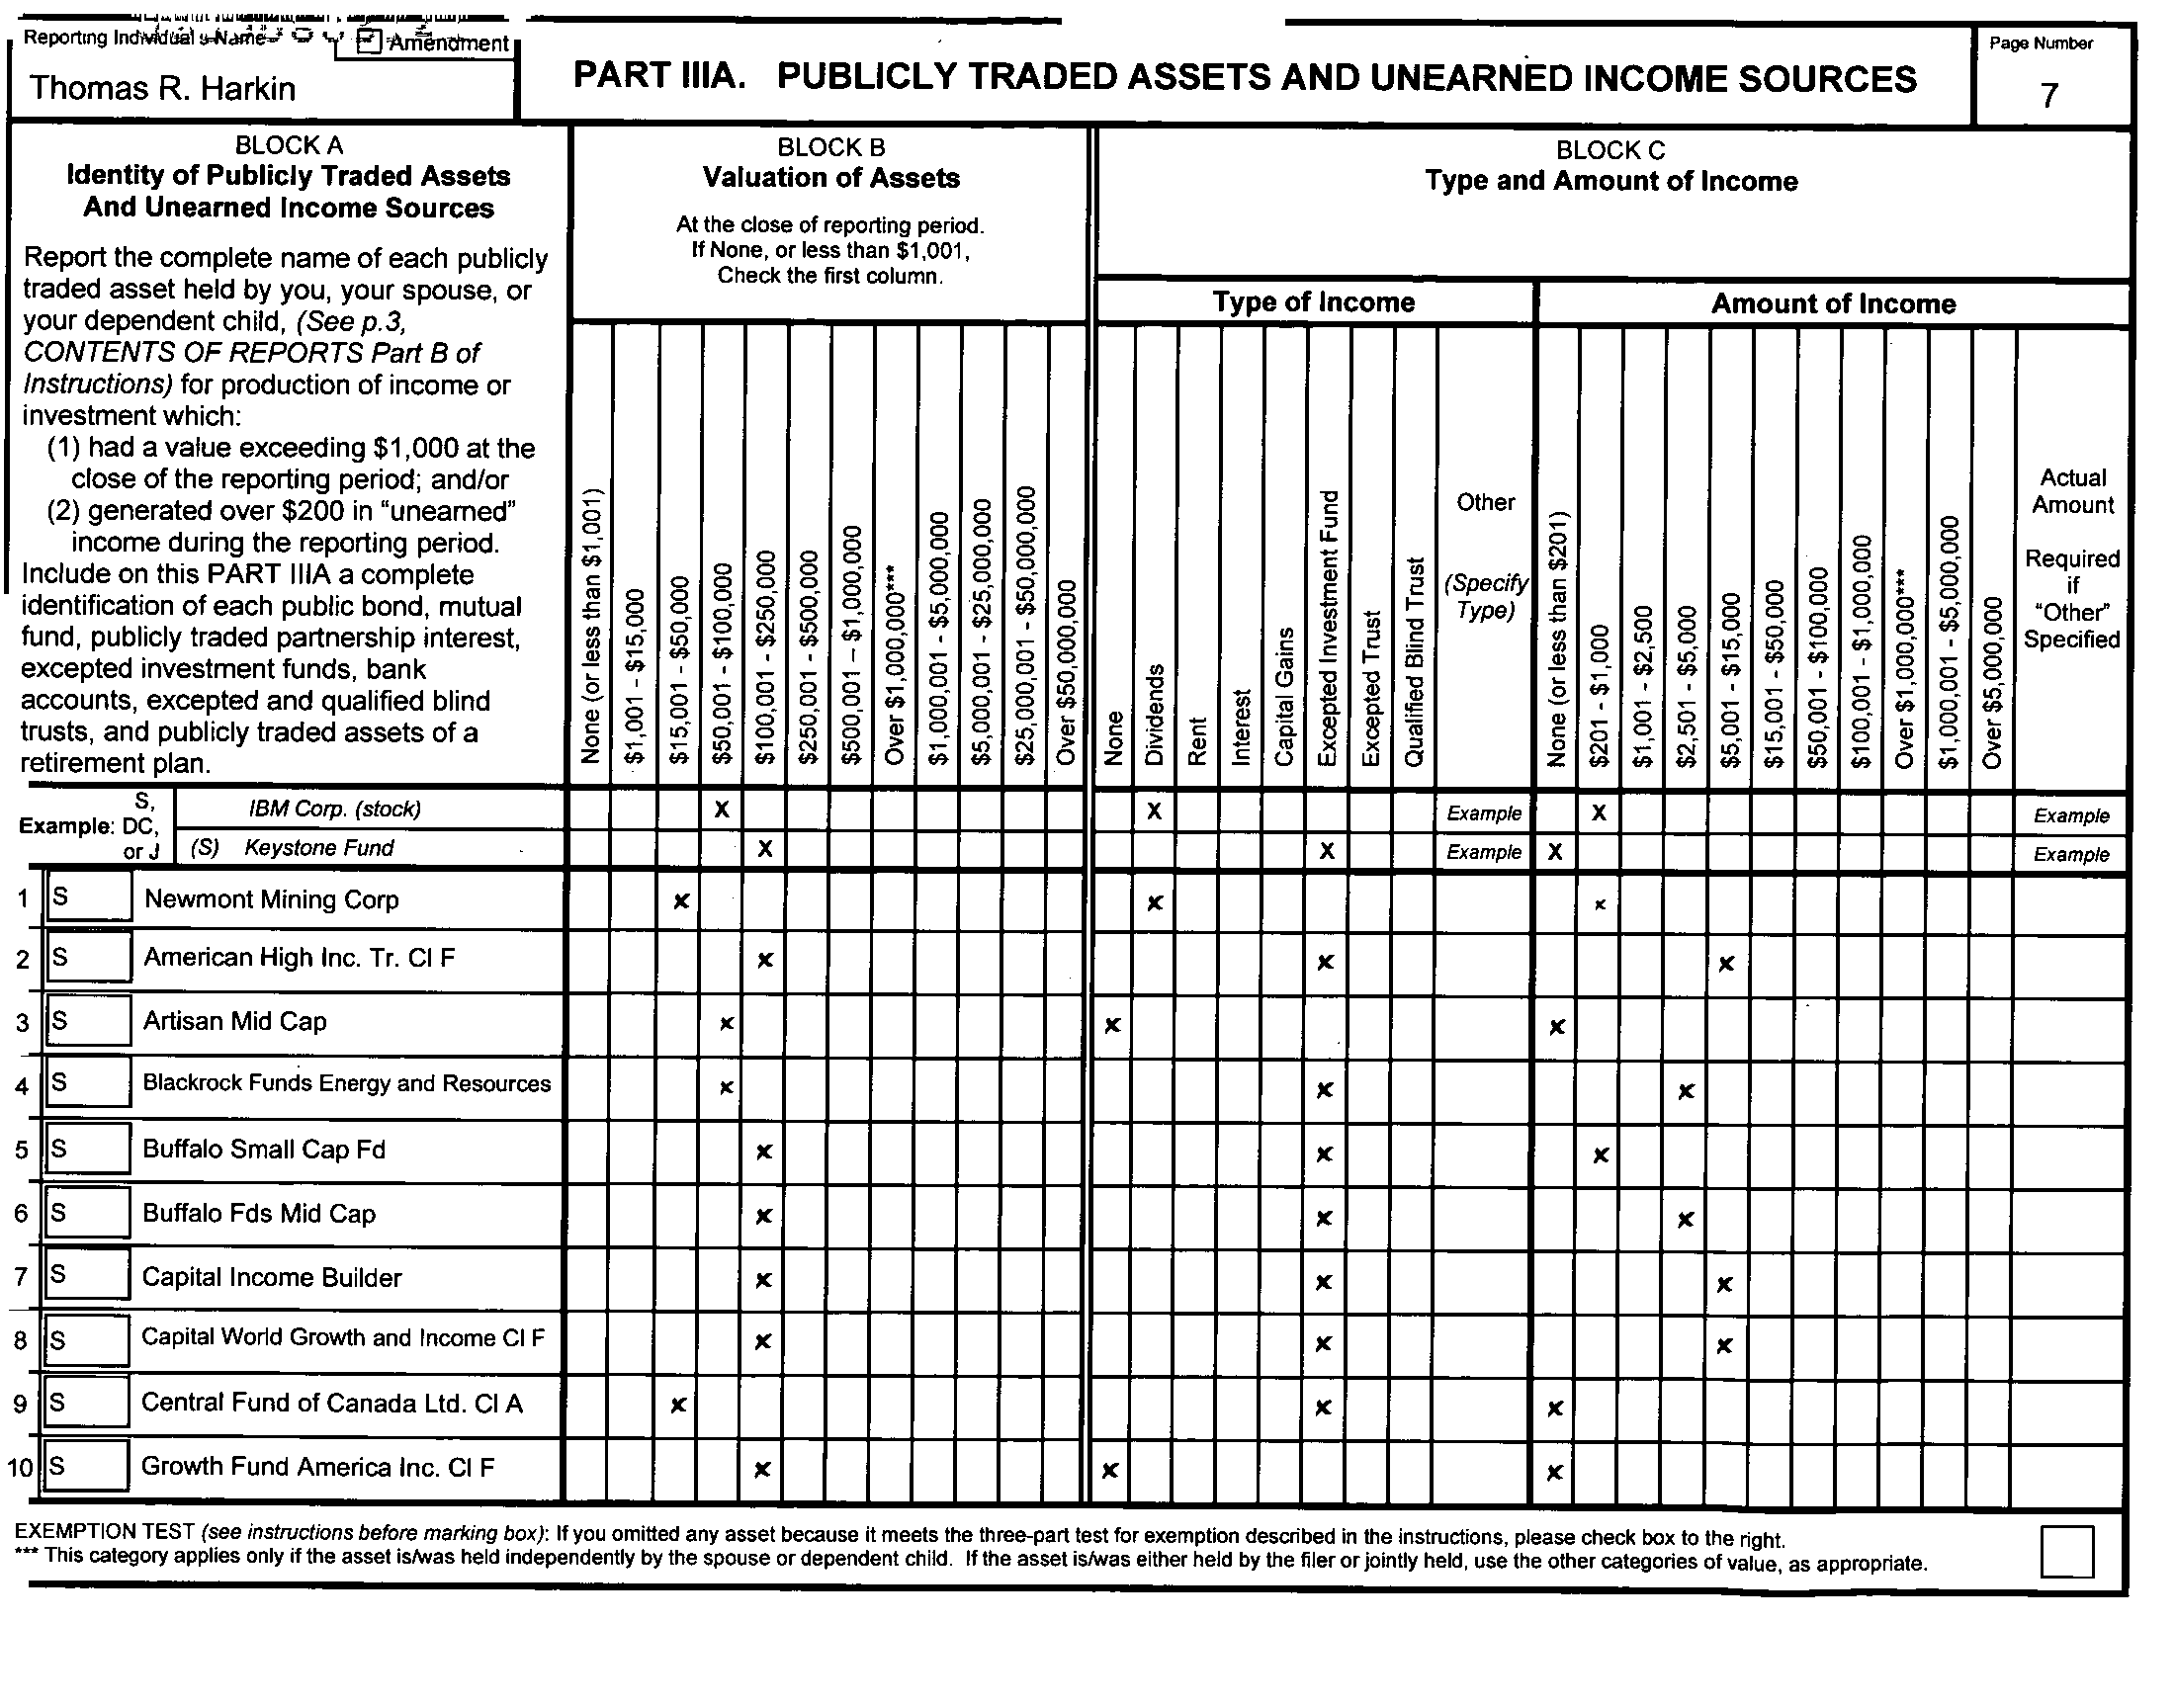 Reporting Individual's Name
Amendment
Thomas R. Harkin
PART IIIA. PUBLICLY TRADED ASSETS AND UNEARNED INCOME SOURCES
Page Number
7
BLOCK A
Identity of Publicly Traded Assets
And Unearned Income Sources
Report the complete name of each publicly
traded asset held by you, your spouse, or
your dependent child, (See p.3,
CONTENTS OF REPORTS Part B of
Instructions) for production of income or
investment which:
(1) had a value exceeding $1,000 at the
close of the reporting period; and/or
(2) generated over $200 in "unearned"
income during the reporting period.
Include on this PART IIIA a complete
identification of each public bond, mutual
fund, publicly traded partnership interest,
excepted investment funds, bank
accounts, excepted and qualified blind
trusts, and publicly traded assets of a
retirement plan.
BLOCK B
Valuation of Assets
At the close of reporting period.
If None, or less than $1,001,
Check the first column.
None (or less than $1,001)
$1,001 - $15,000
$15,001 - $50,000
$50,001 - $100,000
$100,001 - $250,000
$250,001 - $500,000
$500,001 – $1,000,000
Over $1,000,000***
$1,000,001 - $5,000,000
$5,000,001 - $25,000,000
$25,000,001 - $50,000,000
Over $50,000,000
BLOCK C
Type and Amount of Income
Type of Income
None
Dividends
Rent
Interest
Capital Gains
Excepted Investment Fund
Excepted Trust
Qualified Blind Trust
Other
(Specify
Type)
Amount of Income
None (or less than $201)
$201 - $1,000
$1,001 - $2,500
$2,501 - $5,000
$5,001 - $15,000
$15,001 - $50,000
$50,001 - $100,000
$100,001 - $1,000,000
Over $1,000,000***
$1,000,001 - $5,000,000
Over $5,000,000
Actual
Amount
Required
if
"Other"
Specified
S,
Example: DC,
or J
IBM Corp. (stock) X X Example X Example
(S) Keystone Fund X X Example X Example
1 S Newmont Mining Corp x x x
2 S American High Inc. Tr. Cl F x x x
3 S Artisan Mid Cap x x x
4 S Blackrock Funds Energy and Resources x x x
5 S Buffalo Small Cap Fd x x x
6 S Buffalo Fds Mid Cap x x x
7 S Capital Income Builder x x x
8 S Capital World Growth and Income Cl F x x x
9 S Central Fund of Canada Ltd. Cl A x x x
10 S Growth Fund America Inc. Cl F x x x
EXEMPTION TEST (see instructions before marking box): If you omitted any asset because it meets the three-part test for exemption described in the instructions, please check box to the right.
*** This category applies only if the asset is/was held independently by the spouse or dependent child. If the asset is/was either held by the filer or jointly held, use the other categories of value, as appropriate.